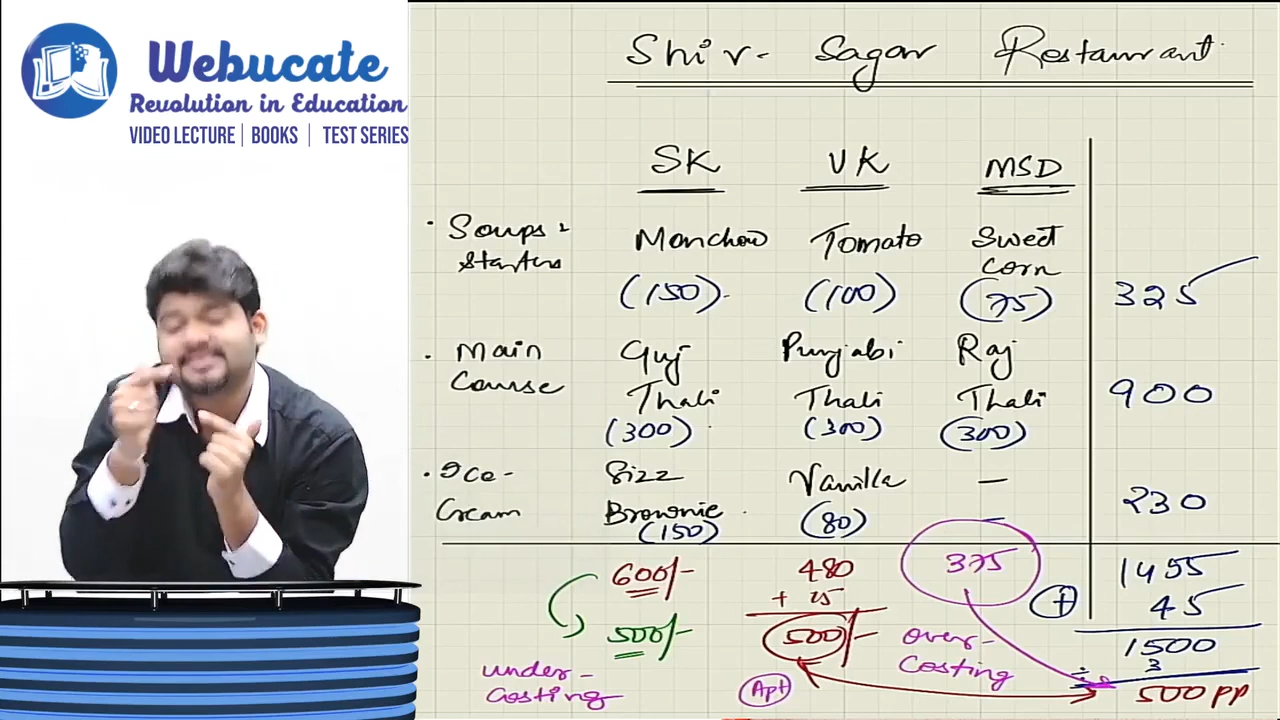 Webucate
Revolution in Education
VIDEO LECTURE | BOOKS | TEST SERIES
Shiv-Sagar Restaurant
SK VK MSD
• Soups & Starters
Manchow Tomato Sweet Corn
(150) (100) (75) 325
• Main Course
Guj Thali Punjabi Thali Raj Thali
(300) (300) (300) 900
• Ice-Cream
Sizz Brownie Vanilla —
(150) (80) — 230
600/- 480 375 1455
+ 15 + 45
500/- 500/- 1500
÷ 3
500 pp
under-costing
Apt
over-costing